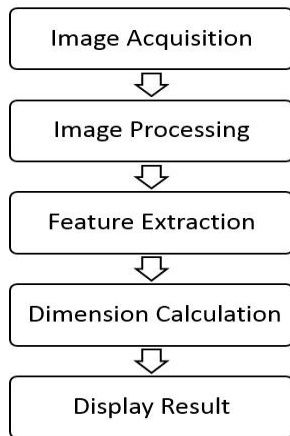 Image Acquisition
Image Processing
Feature Extraction
Dimension Calculation
Display Result